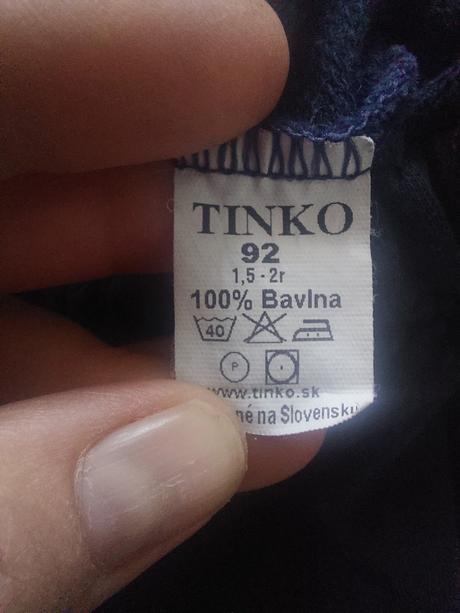 TINKO
92
1,5 - 2r
100% Bavlna
40
P
www.tinko.sk
né na Slovensku